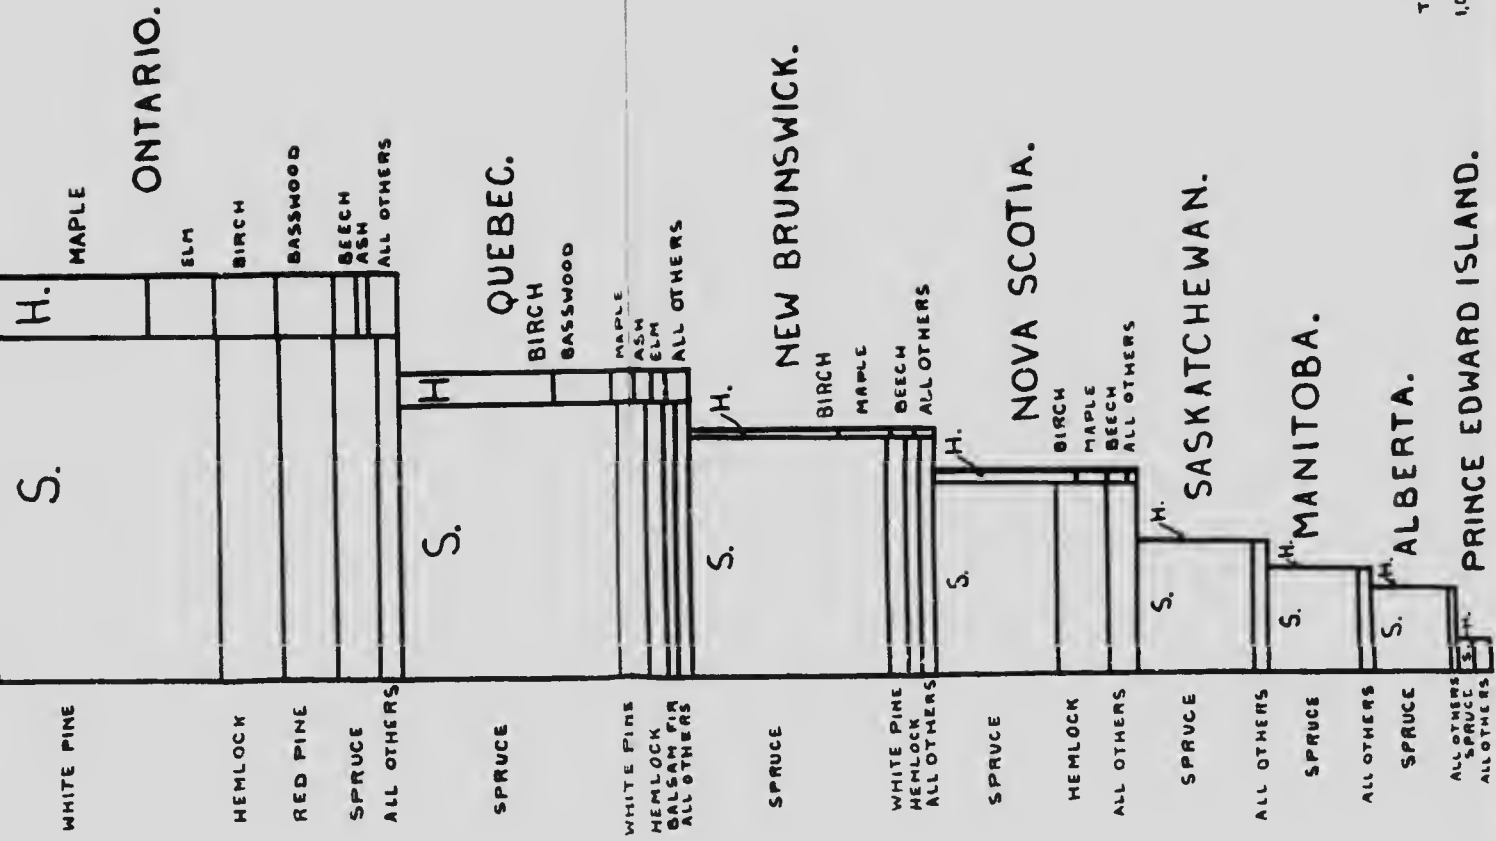 ONTARIO.
H.
S.
MAPLE
ELM
BIRCH
BASSWOOD
BEECH
ASH
ALL OTHERS
WHITE PINE
HEMLOCK
RED PINE
SPRUCE
ALL OTHERS
QUEBEC.
H
S.
BIRCH
BASSWOOD
MAPLE
ASH
ELM
ALL OTHERS
SPRUCE
WHITE PINE
HEMLOCK
BALSAM FIR
ALL OTHERS
NEW BRUNSWICK.
H.
S.
BIRCH
MAPLE
BEECH
ALL OTHERS
SPRUCE
WHITE PINE
HEMLOCK
ALL OTHERS
NOVA SCOTIA.
H.
S.
BIRCH
MAPLE
BEECH
ALL OTHERS
SPRUCE
HEMLOCK
ALL OTHERS
SASKATCHEWAN.
H.
S.
SPRUCE
ALL OTHERS
MANITOBA.
H.
S.
SPRUCE
ALL OTHERS
ALBERTA.
H.
S.
SPRUCE
ALL OTHERS
PRINCE EDWARD ISLAND.
H.
S.
SPRUCE
ALL OTHERS